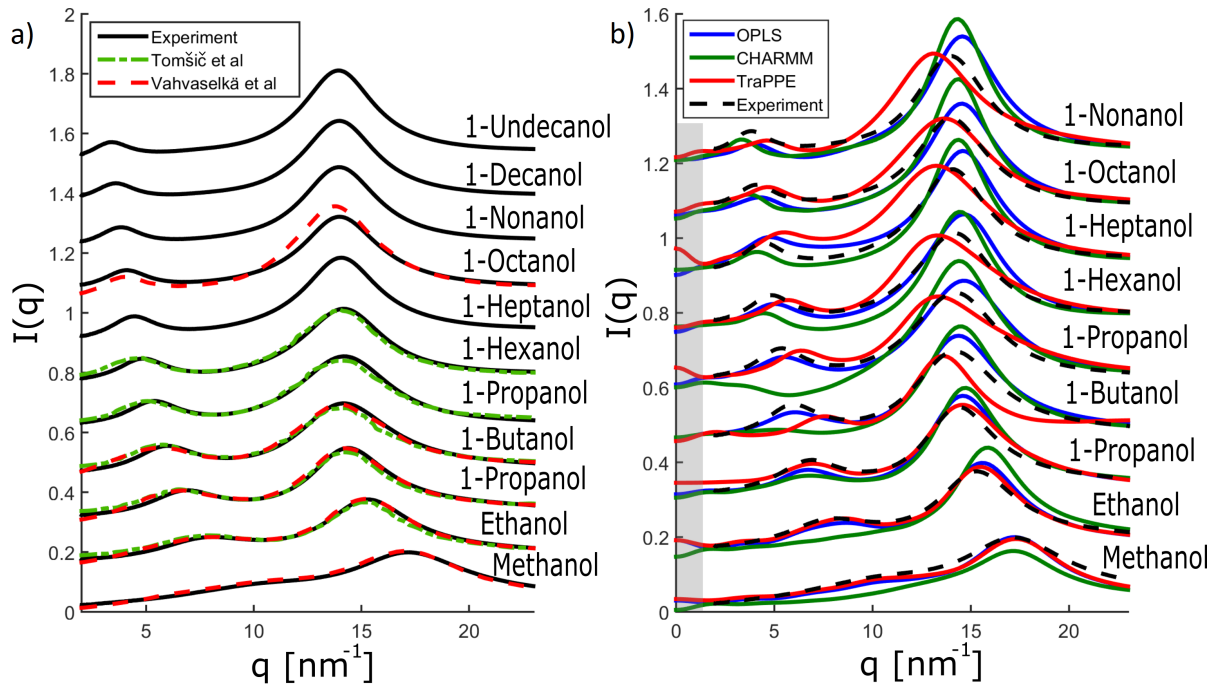 a)
2
1.8
1.6
1.4
1.2
1
0.8
0.6
0.4
0.2
0
I(q)
Experiment
Tomšič et al
Vahvaselkä et al
1-Undecanol
1-Decanol
1-Nonanol
1-Octanol
1-Heptanol
1-Hexanol
1-Propanol
1-Butanol
1-Propanol
Ethanol
Methanol
5 10 15 20
q [nm-1]
b)
1.6
1.4
1.2
1
0.8
0.6
0.4
0.2
0
I(q)
OPLS
CHARMM
TraPPE
Experiment
1-Nonanol
1-Octanol
1-Heptanol
1-Hexanol
1-Propanol
1-Butanol
1-Propanol
Ethanol
Methanol
0 5 10 15 20
q [nm-1]